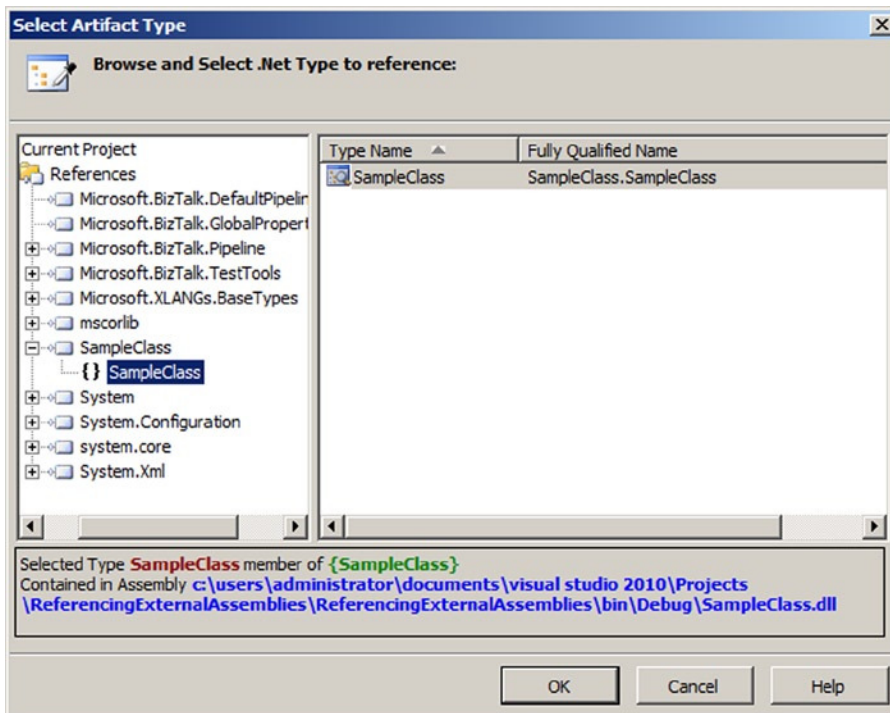 Select Artifact Type
Browse and Select .Net Type to reference:
Current Project
References
Microsoft.BizTalk.DefaultPipelin
Microsoft.BizTalk.GlobalPropert
Microsoft.BizTalk.Pipeline
Microsoft.BizTalk.TestTools
Microsoft.XLANGs.BaseTypes
mscorlib
SampleClass
{} SampleClass
System
System.Configuration
system.core
System.Xml
Type Name Fully Qualified Name
SampleClass SampleClass.SampleClass
Selected Type SampleClass member of {SampleClass}
Contained in Assembly c:\users\administrator\documents\visual studio 2010\Projects
\ReferencingExternalAssemblies\ReferencingExternalAssemblies\bin\Debug\SampleClass.dll
OK Cancel Help